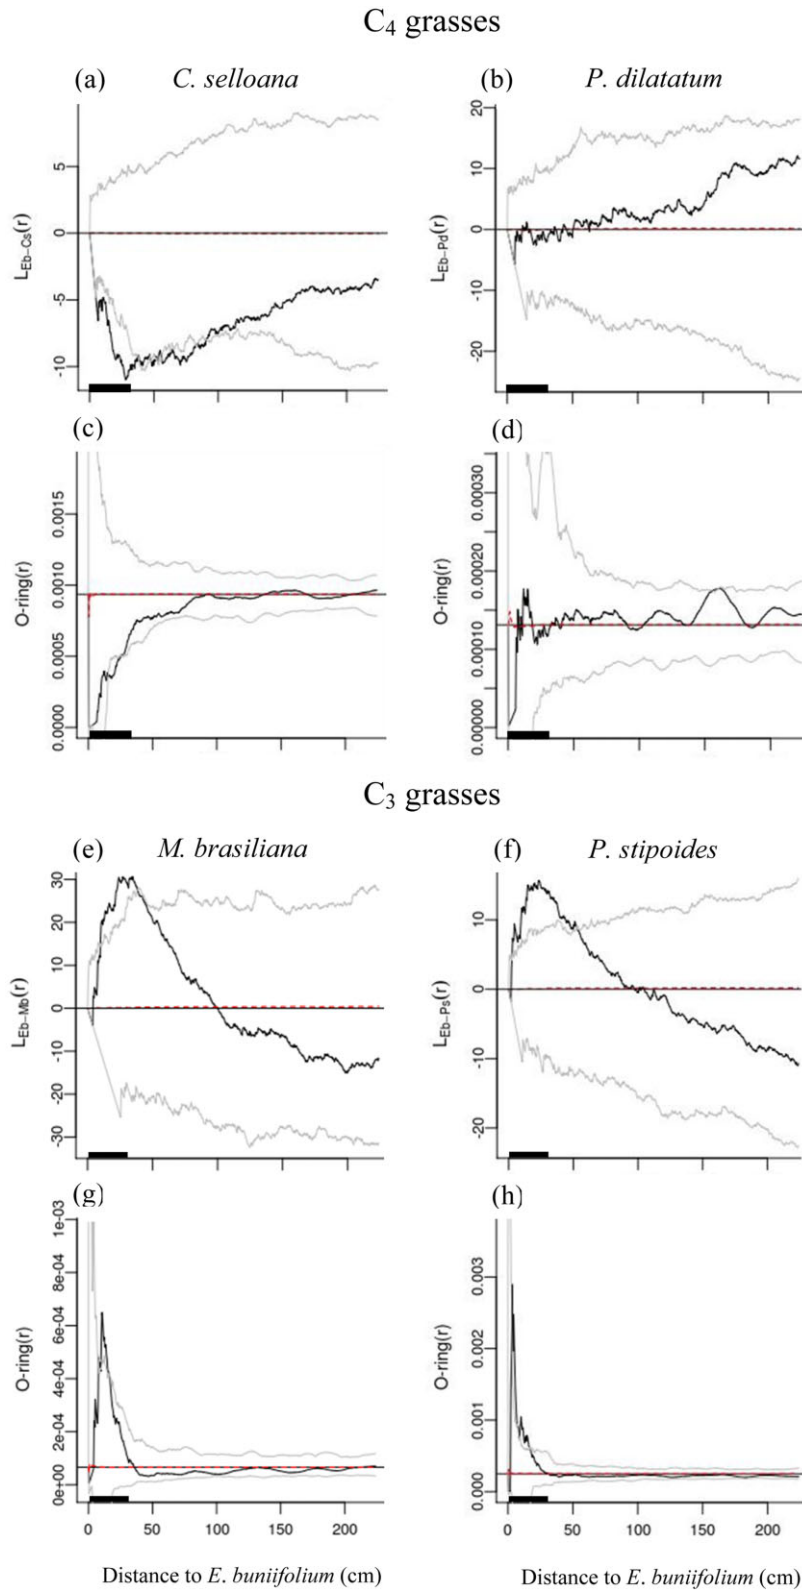 C₄ grasses
(a) C. selloana
(b) P. dilatatum
L_Eb−Cs(r)
5
0
-5
-10
L_Eb−Pd(r)
20
10
0
-10
-20
(c)
(d)
O-ring(r)
0.0015
0.00010
0.00005
0.0000
O-ring(r)
0.00030
0.00020
0.00010
0.00000
C₃ grasses
(e) M. brasiliana
(f) P. stipoides
L_Eb−Mb(r)
30
20
10
0
-10
-20
-30
L_Eb−Ps(r)
10
0
-10
-20
(g)
(h)
O-ring(r)
1e-03
8e-04
6e-04
4e-04
2e-04
0e+00
O-ring(r)
0.003
0.002
0.001
0.000
0 50 100 150 200
0 50 100 150 200
Distance to E. buniifolium (cm)
Distance to E. buniifolium (cm)